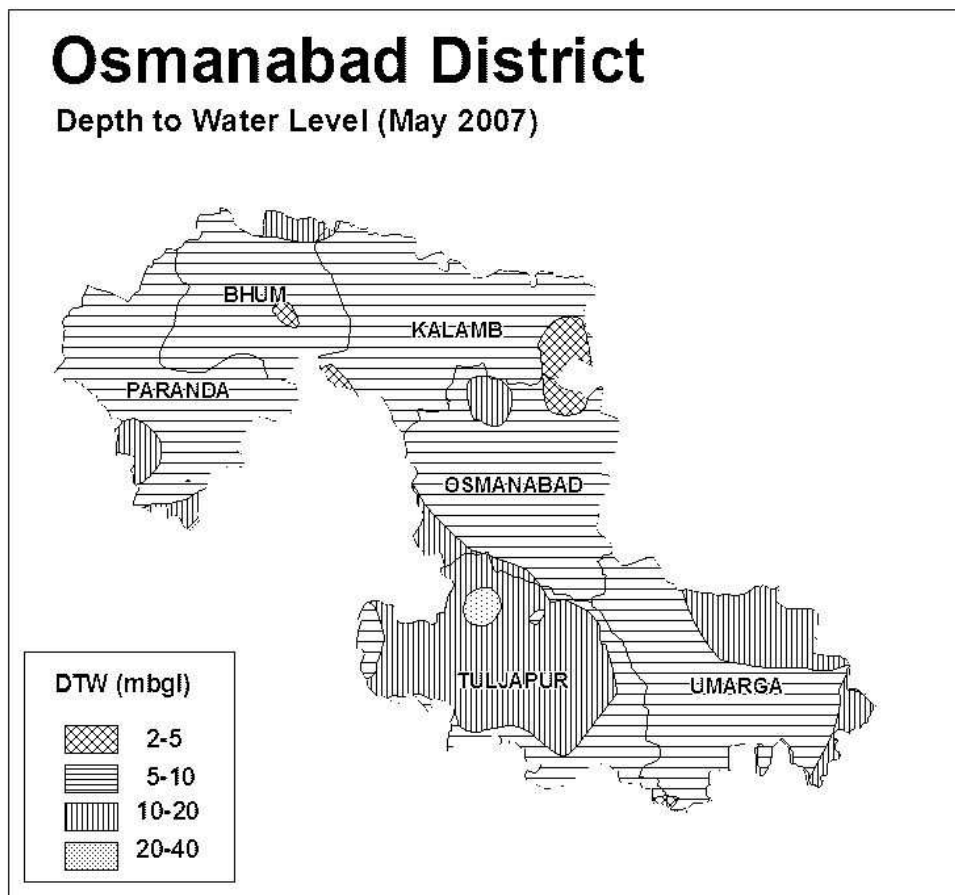 Osmanabad District
Depth to Water Level (May 2007)
BHUM
KALAMB
PARANDA
OSMANABAD
TULJAPUR
UMARGA
DTW (mbgl)
2-5
5-10
10-20
20-40